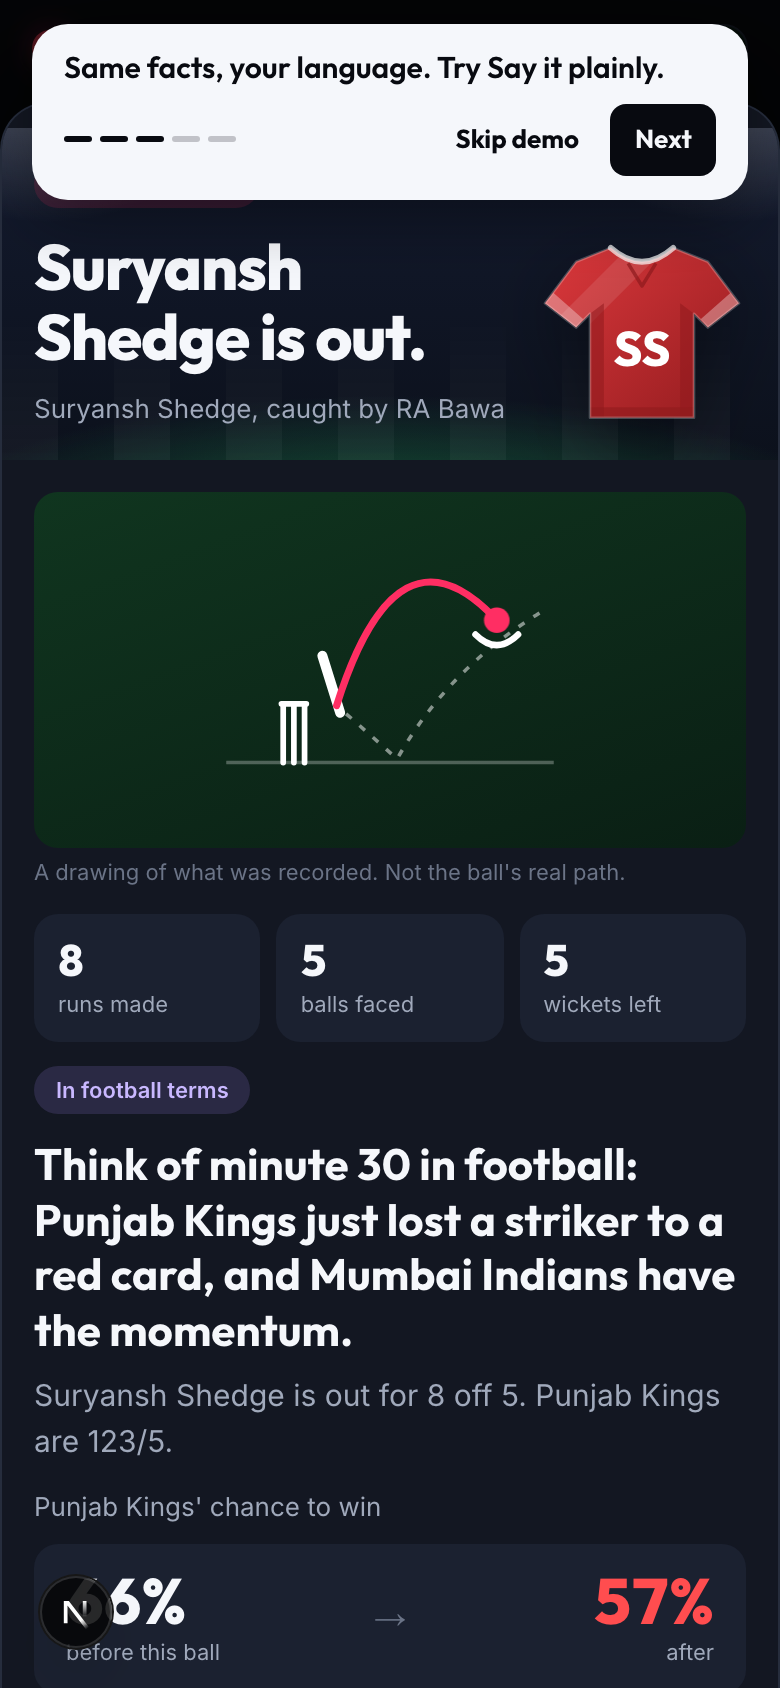 Same facts, your language. Try Say it plainly.
Skip demo
Next
Suryansh
Shedge is out.
SS
Suryansh Shedge, caught by RA Bawa
A drawing of what was recorded. Not the ball's real path.
8
runs made
5
balls faced
5
wickets left
In football terms
Think of minute 30 in football:
Punjab Kings just lost a striker to a
red card, and Mumbai Indians have
the momentum.
Suryansh Shedge is out for 8 off 5. Punjab Kings
are 123/5.
Punjab Kings' chance to win
66%
→
57%
N
before this ball
after